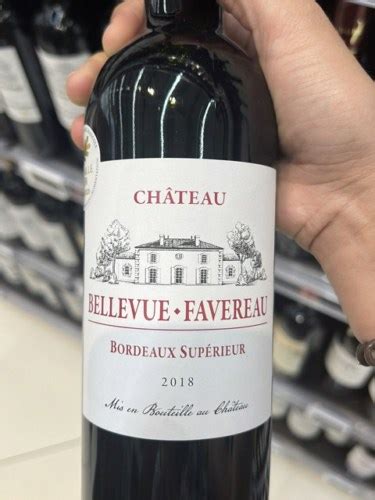 CHÂTEAU
BELLEVUE • FAVEREAU
BORDEAUX SUPÉRIEUR
2018
Mis en Bouteille au Château